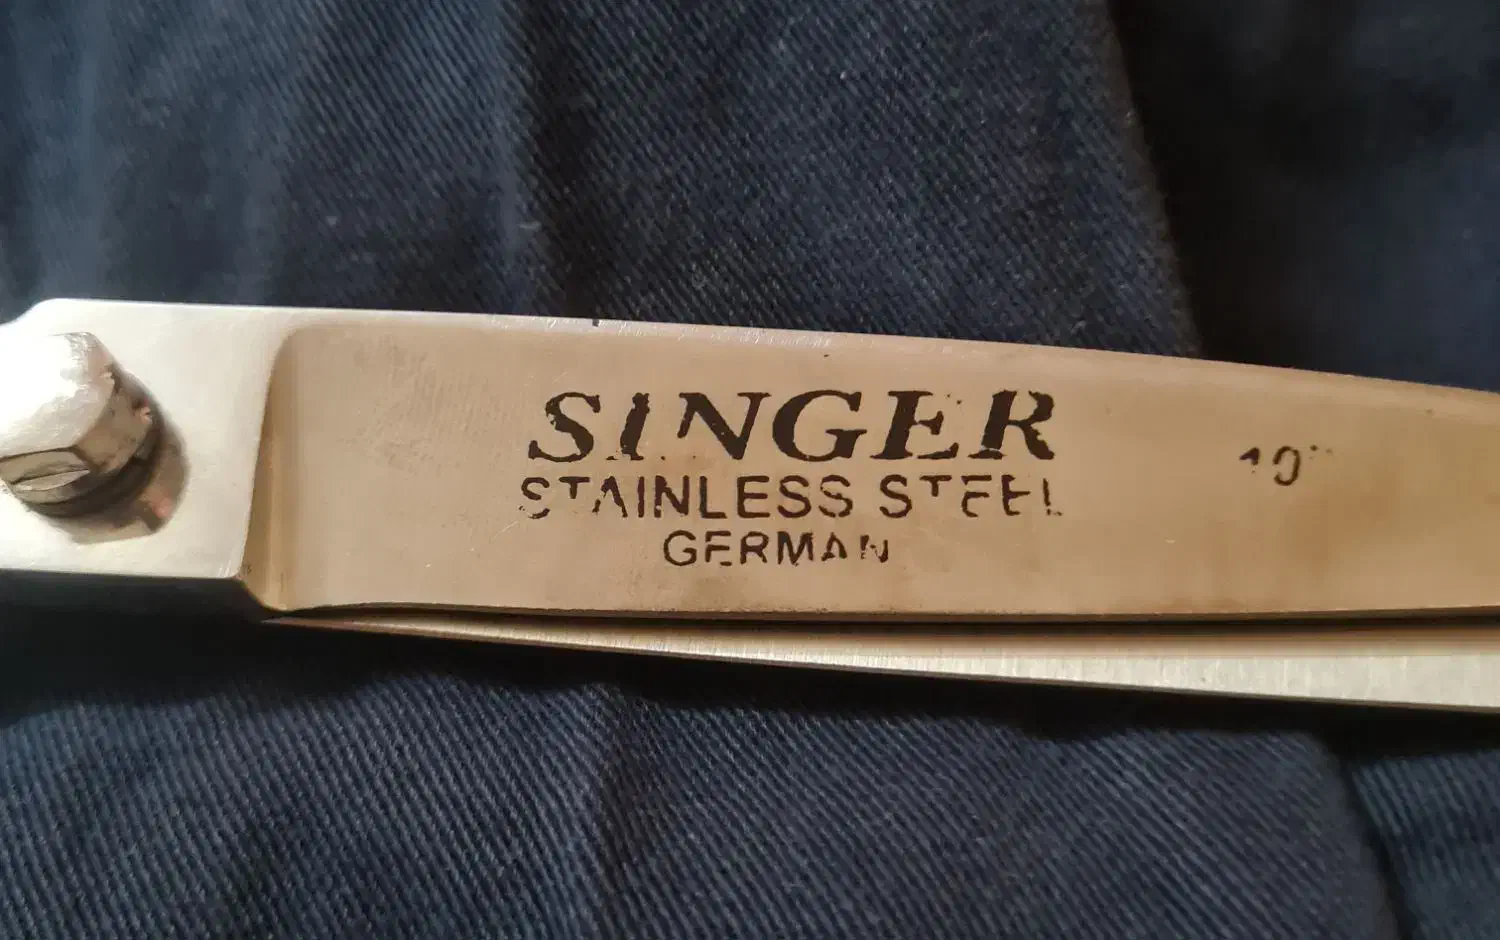 SINGER
STAINLESS STEEL
GERMAN
10"